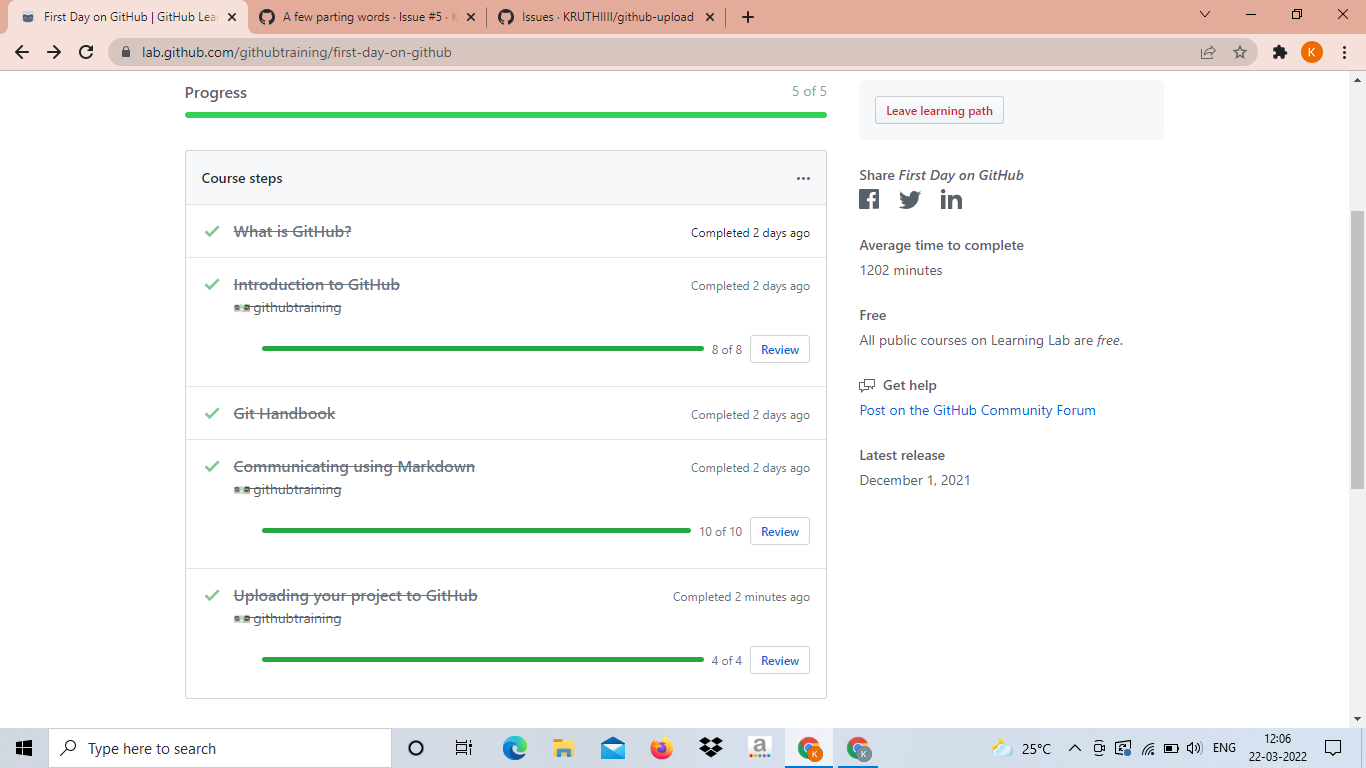 First Day on GitHub | GitHub Lea
A few parting words · Issue #5 · K
Issues · KRUTHIIII/github-upload
lab.github.com/githubtraining/first-day-on-github
K
Progress
5 of 5
Leave learning path
Course steps
Share First Day on GitHub
What is GitHub?
Completed 2 days ago
Average time to complete
1202 minutes
Introduction to GitHub
Completed 2 days ago
githubtraining
Free
All public courses on Learning Lab are free.
8 of 8
Review
Get help
Post on the GitHub Community Forum
Git Handbook
Completed 2 days ago
Latest release
December 1, 2021
Communicating using Markdown
Completed 2 days ago
githubtraining
10 of 10
Review
Uploading your project to GitHub
Completed 2 minutes ago
githubtraining
4 of 4
Review
Type here to search
a
K
K
25°C
ENG
12:06
22-03-2022